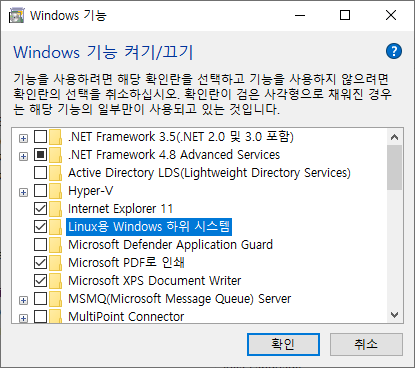 Windows 기능
Windows 기능 켜기/끄기
기능을 사용하려면 해당 확인란을 선택하고 기능을 사용하지 않으려면
확인란의 선택을 취소하십시오. 확인란이 검은 사각형으로 채워진 경우
는 해당 기능의 일부만이 사용되고 있는 것입니다.
.NET Framework 3.5(.NET 2.0 및 3.0 포함)
.NET Framework 4.8 Advanced Services
Active Directory LDS(Lightweight Directory Services)
Hyper-V
Internet Explorer 11
Linux용 Windows 하위 시스템
Microsoft Defender Application Guard
Microsoft PDF로 인쇄
Microsoft XPS Document Writer
MSMQ(Microsoft Message Queue) Server
MultiPoint Connector
확인
취소